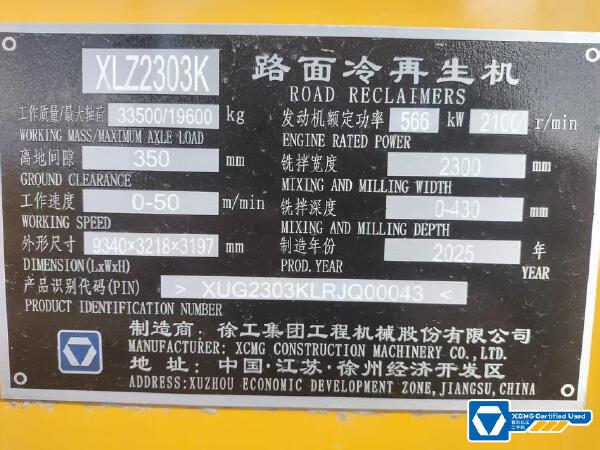 XLZ2303K 路面冷再生机
ROAD RECLAIMERS
工作质量/最大轴荷 33500/19600 kg 发动机额定功率 566 kW 2100 r/min
WORKING MASS/MAXIMUM AXLE LOAD ENGINE RATED POWER
离地间隙 350 mm 铣拌宽度 2300 mm
GROUND CLEARANCE MIXING AND MILLING WIDTH
工作速度 0-50 m/min 铣拌深度 0-430 mm
WORKING SPEED MIXING AND MILLING DEPTH
外形尺寸 9340×3218×3197 mm 制造年份 2025 年
DIMENSION(LxWxH) PROD. YEAR YEAR
产品识别代码(PIN) > XUG2303KLRJQ00043 <
PRODUCT IDENTIFICATION NUMBER
制造商: 徐工集团工程机械股份有限公司
MANUFACTURER: XCMG CONSTRUCTION MACHINERY CO., LTD.
地 址: 中国·江苏·徐州经济开发区
ADDRESS: XUZHOU ECONOMIC DEVELOPMENT ZONE, JIANGSU, CHINA
XCMG Certified Used